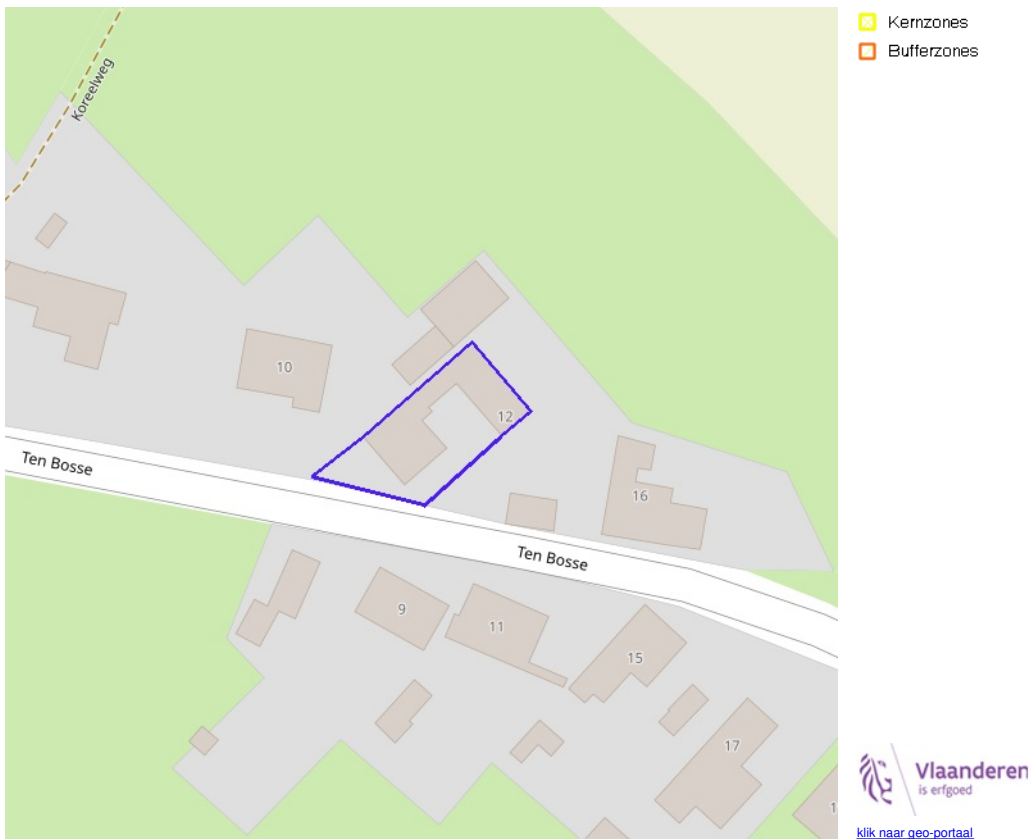 Kernzones
Bufferzones
Koreelweg
10
12
Ten Bosse
16
Ten Bosse
9
11
15
17
Vlaanderen
is erfgoed
klik naar geo-portaal